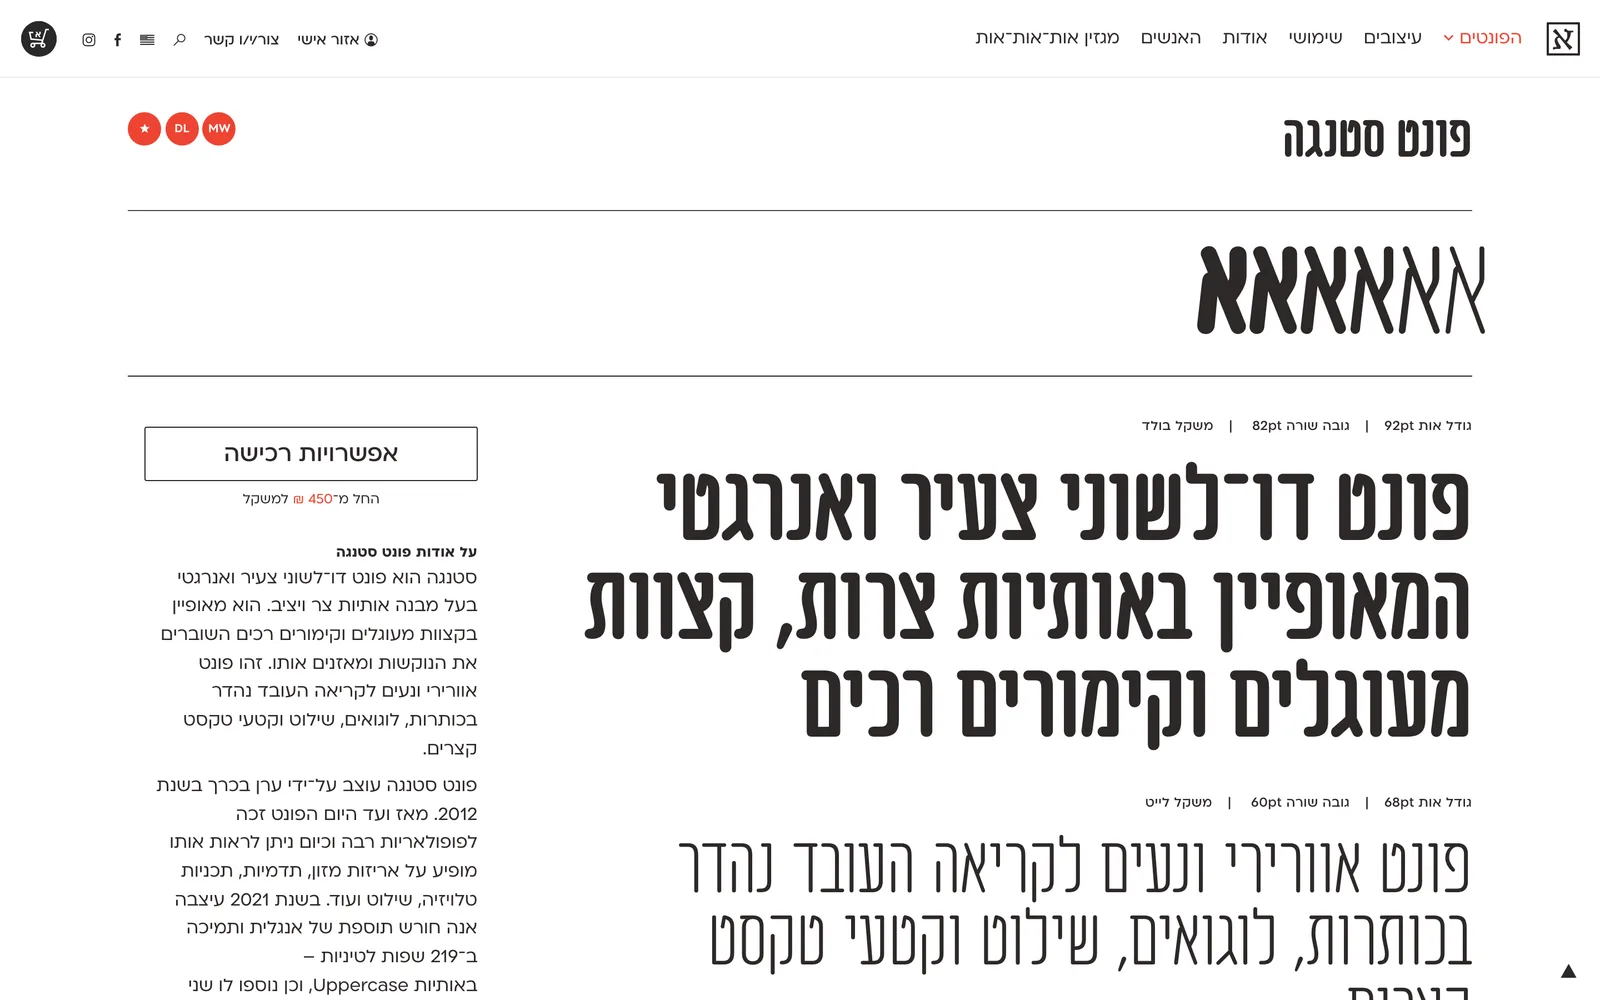 א
הפונטים
עיצובים
שימושי
אודות
האנשים
מגזין אות־אות־אות
אזור אישי
צור/י/ו קשר
פונט סטנגה
MW
DL
אאאאאא
גודל אות 92pt | גובה שורה 82pt | משקל בולד
פונט דו־לשוני צעיר ואנרגטי
המאופיין באותיות צרות, קצוות
מעוגלים וקימורים רכים
גודל אות 68pt | גובה שורה 60pt | משקל לייט
פונט אוורירי ונעים לקריאה העובד נהדר
בכותרות, לוגואים, שילוט וקטעי טקסט
אפשרויות רכישה
החל מ־450 ₪ למשקל
על אודות פונט סטנגה
סטנגה הוא פונט דו־לשוני צעיר ואנרגטי
בעל מבנה אותיות צר ויציב. הוא מאופיין
בקצוות מעוגלים וקימורים רכים השוברים
את הנוקשות ומאזנים אותו. זהו פונט
אוורירי ונעים לקריאה העובד נהדר
בכותרות, לוגואים, שילוט וקטעי טקסט
קצרים.
פונט סטנגה עוצב על־ידי ערן בכרך בשנת
2012. מאז ועד היום הפונט זכה
לפופולאריות רבה וכיום ניתן לראות אותו
מופיע על אריזות מזון, תדמיות, תכניות
טלויזיה, שילוט ועוד. בשנת 2021 עיצבה
אנה חורש תוספת של אנגלית ותמיכה
ב־219 שפות לטיניות –
באותיות Uppercase, וכן נוספו לו שני